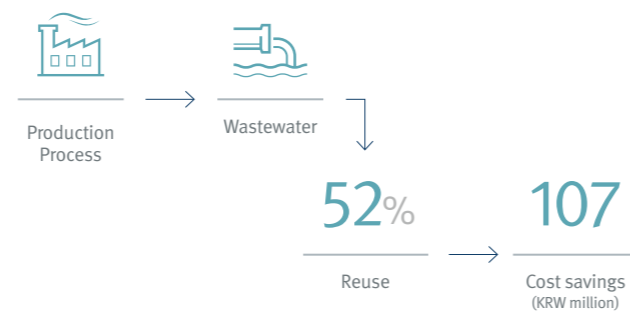 Production
Process
Wastewater
52%
Reuse
107
Cost savings
(KRW million)